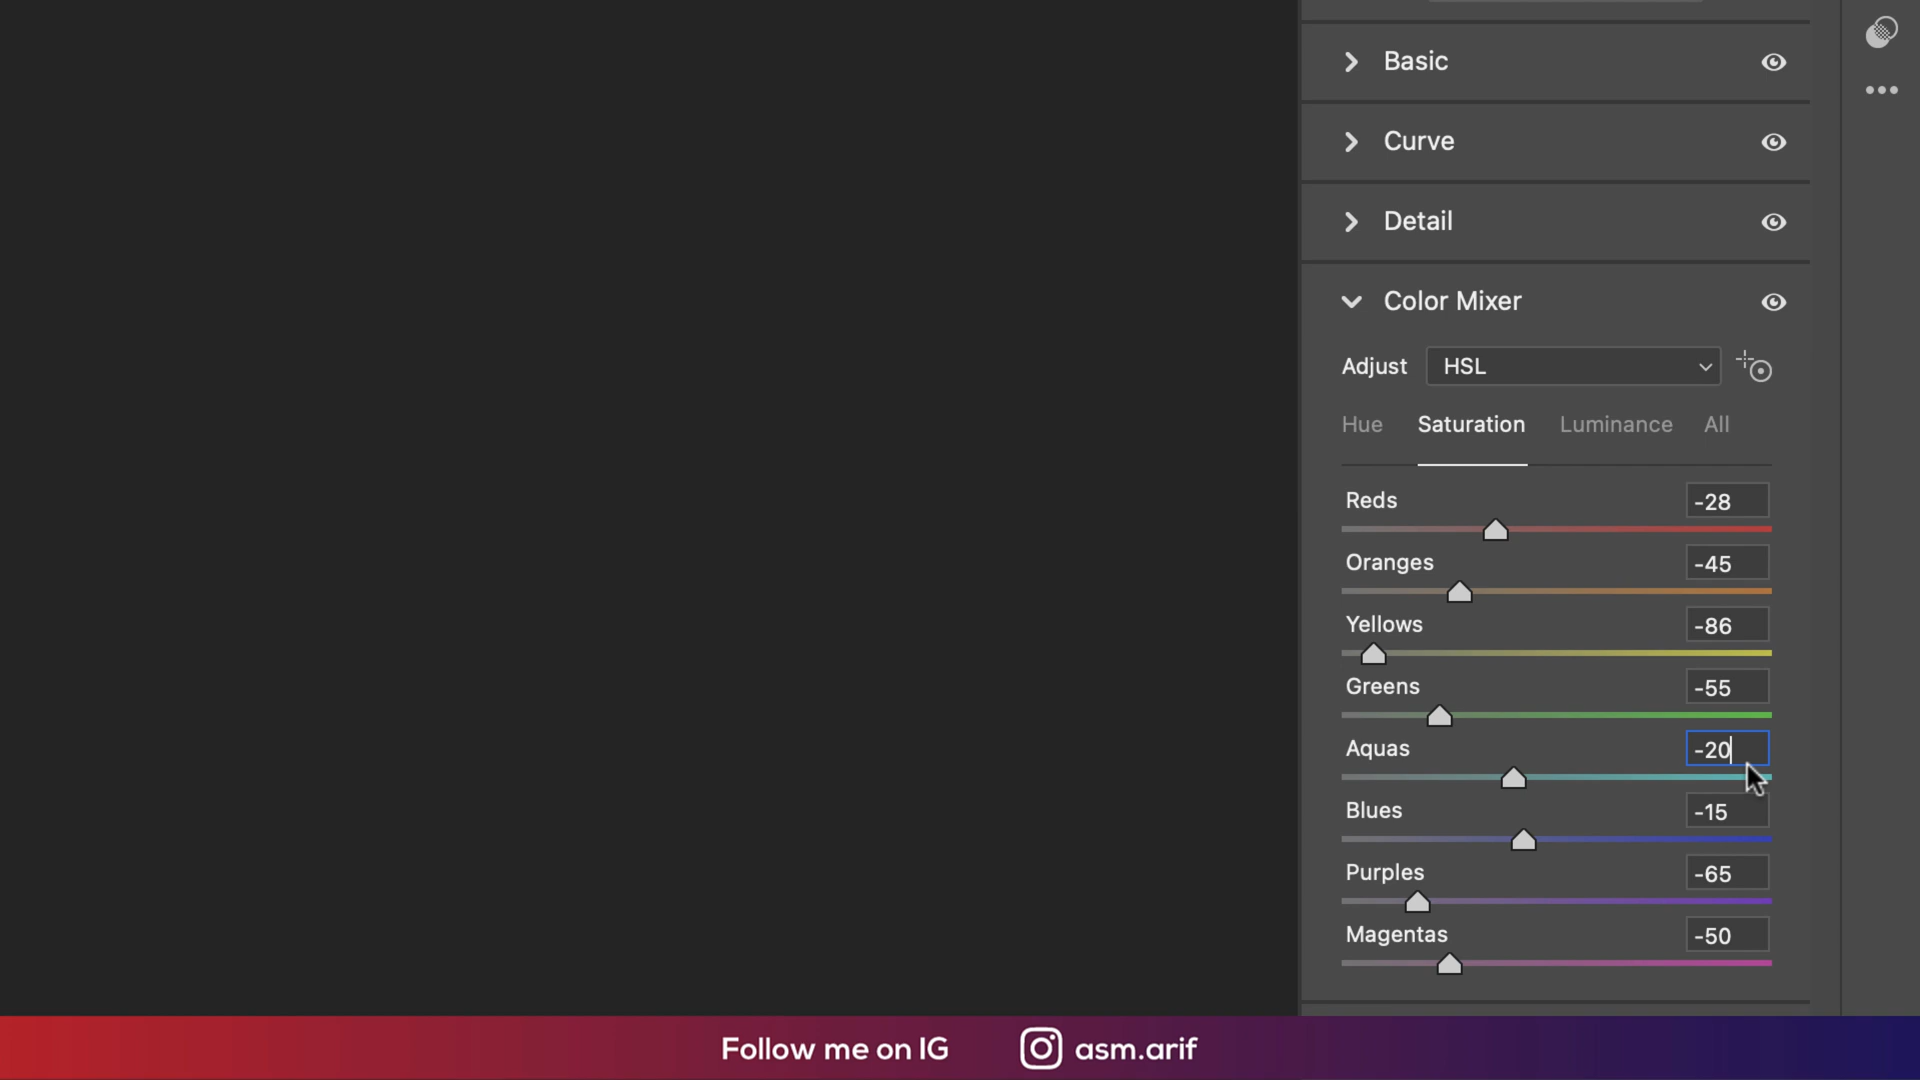 Basic
Curve
Detail
Color Mixer
Adjust HSL
Hue Saturation Luminance All
Reds -28
Oranges -45
Yellows -86
Greens -55
Aquas -20
Blues -15
Purples -65
Magentas -50
Follow me on IG asm.arif